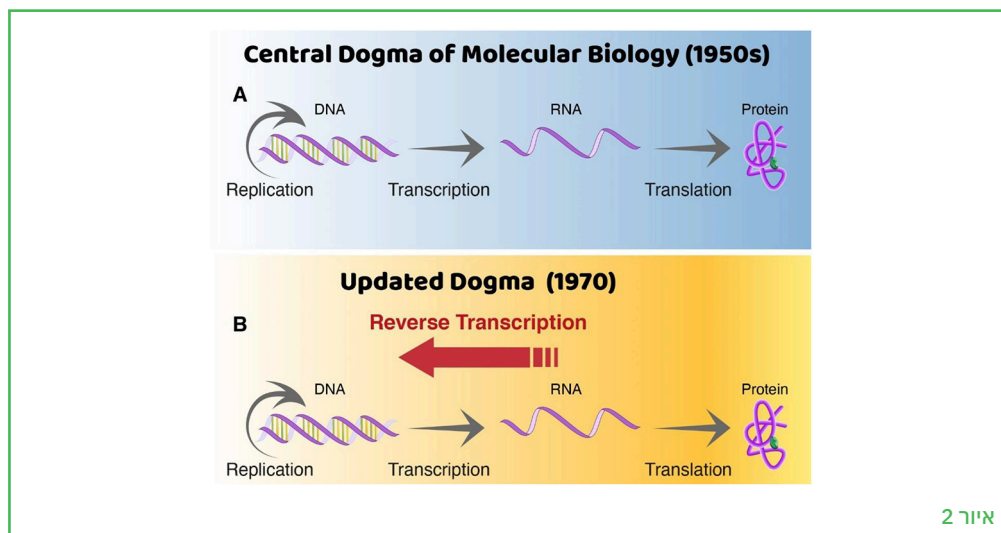 Central Dogma of Molecular Biology (1950s)
A
DNA
RNA
Protein
Replication
Transcription
Translation
Updated Dogma (1970)
B
Reverse Transcription
DNA
RNA
Protein
Replication
Transcription
Translation
איור 2